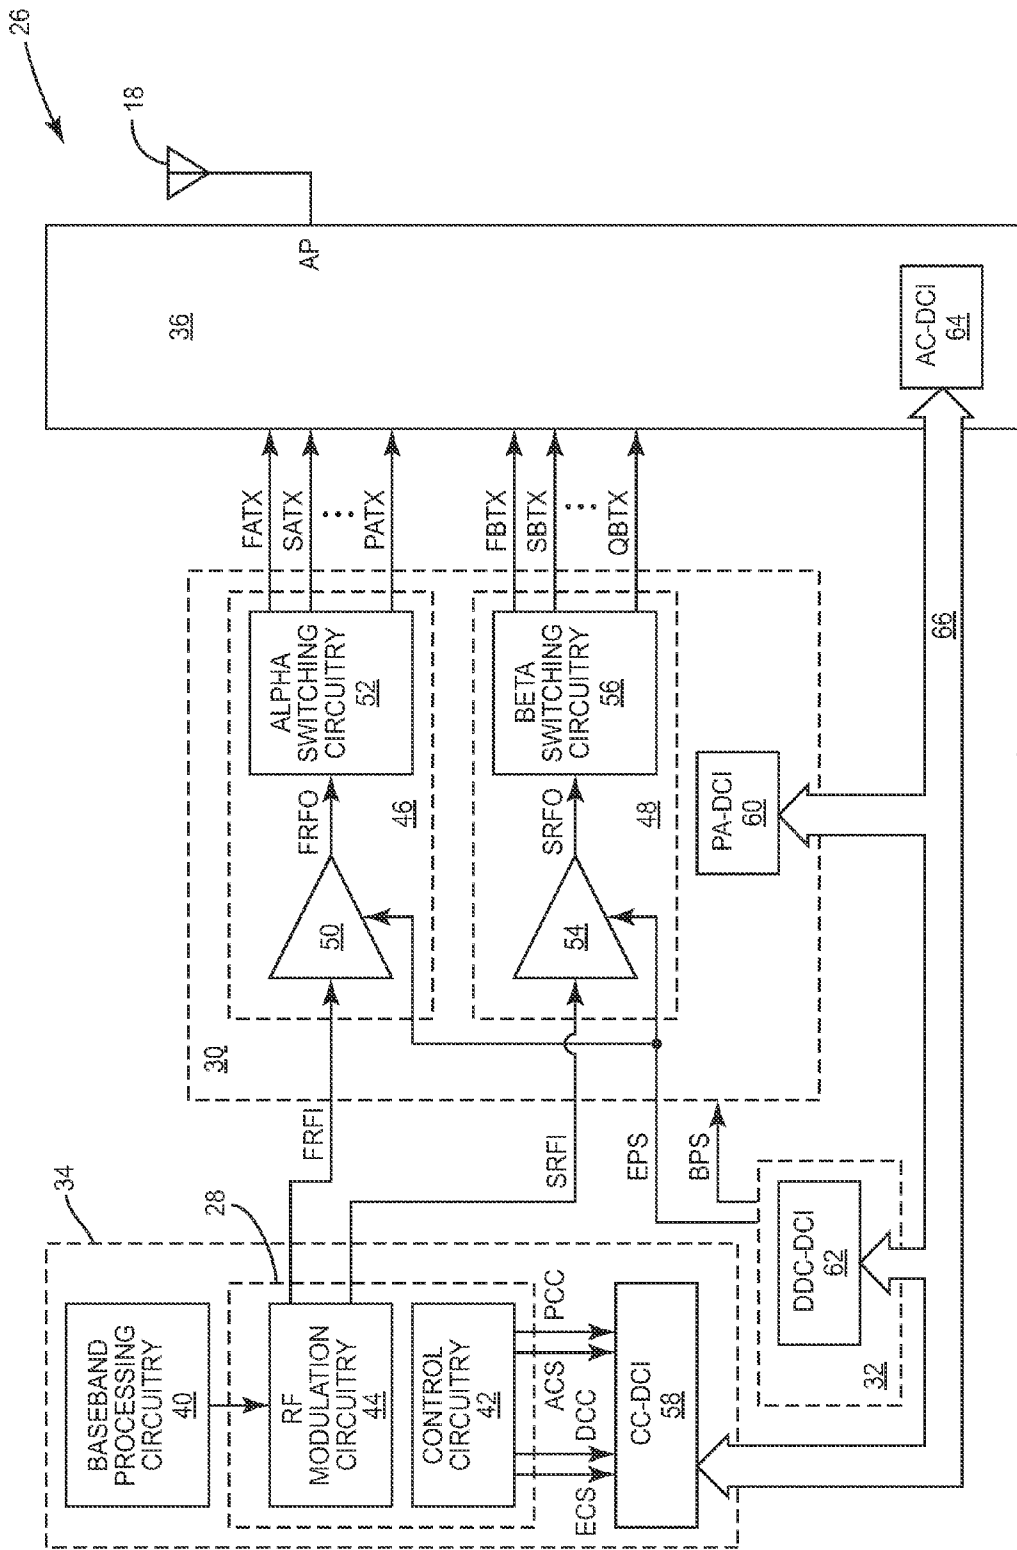 26
34
BASEBAND
PROCESSING
CIRCUITRY
40
28
RF
MODULATION
CIRCUITRY
44
CONTROL
CIRCUITRY
42
ECS
DCC
ACS
PCC
CC-DCI
58
FRFI
SRFI
EPS
BPS
DDC-DCI
62
32
30
50
FRFO
ALPHA
SWITCHING
CIRCUITRY
52
46
54
SRFO
BETA
SWITCHING
CIRCUITRY
56
48
PA-DCI
60
FATX
SATX
PATX
FBTX
SBTX
QBTX
36
AP
18
AC-DCI
64
66